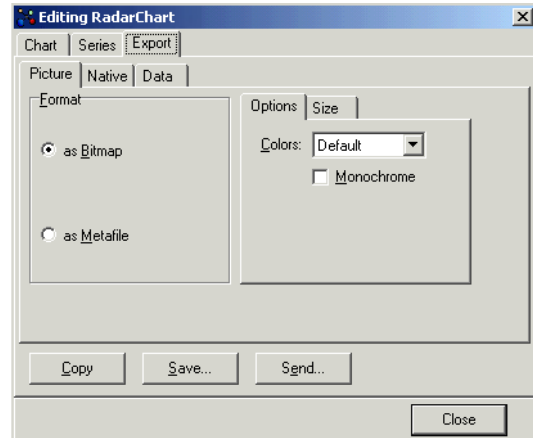 Editing RadarChart
Chart Series Export
Picture Native Data
Format
Options Size
as Bitmap
Colors: Default
Monochrome
as Metafile
Copy Save... Send...
Close